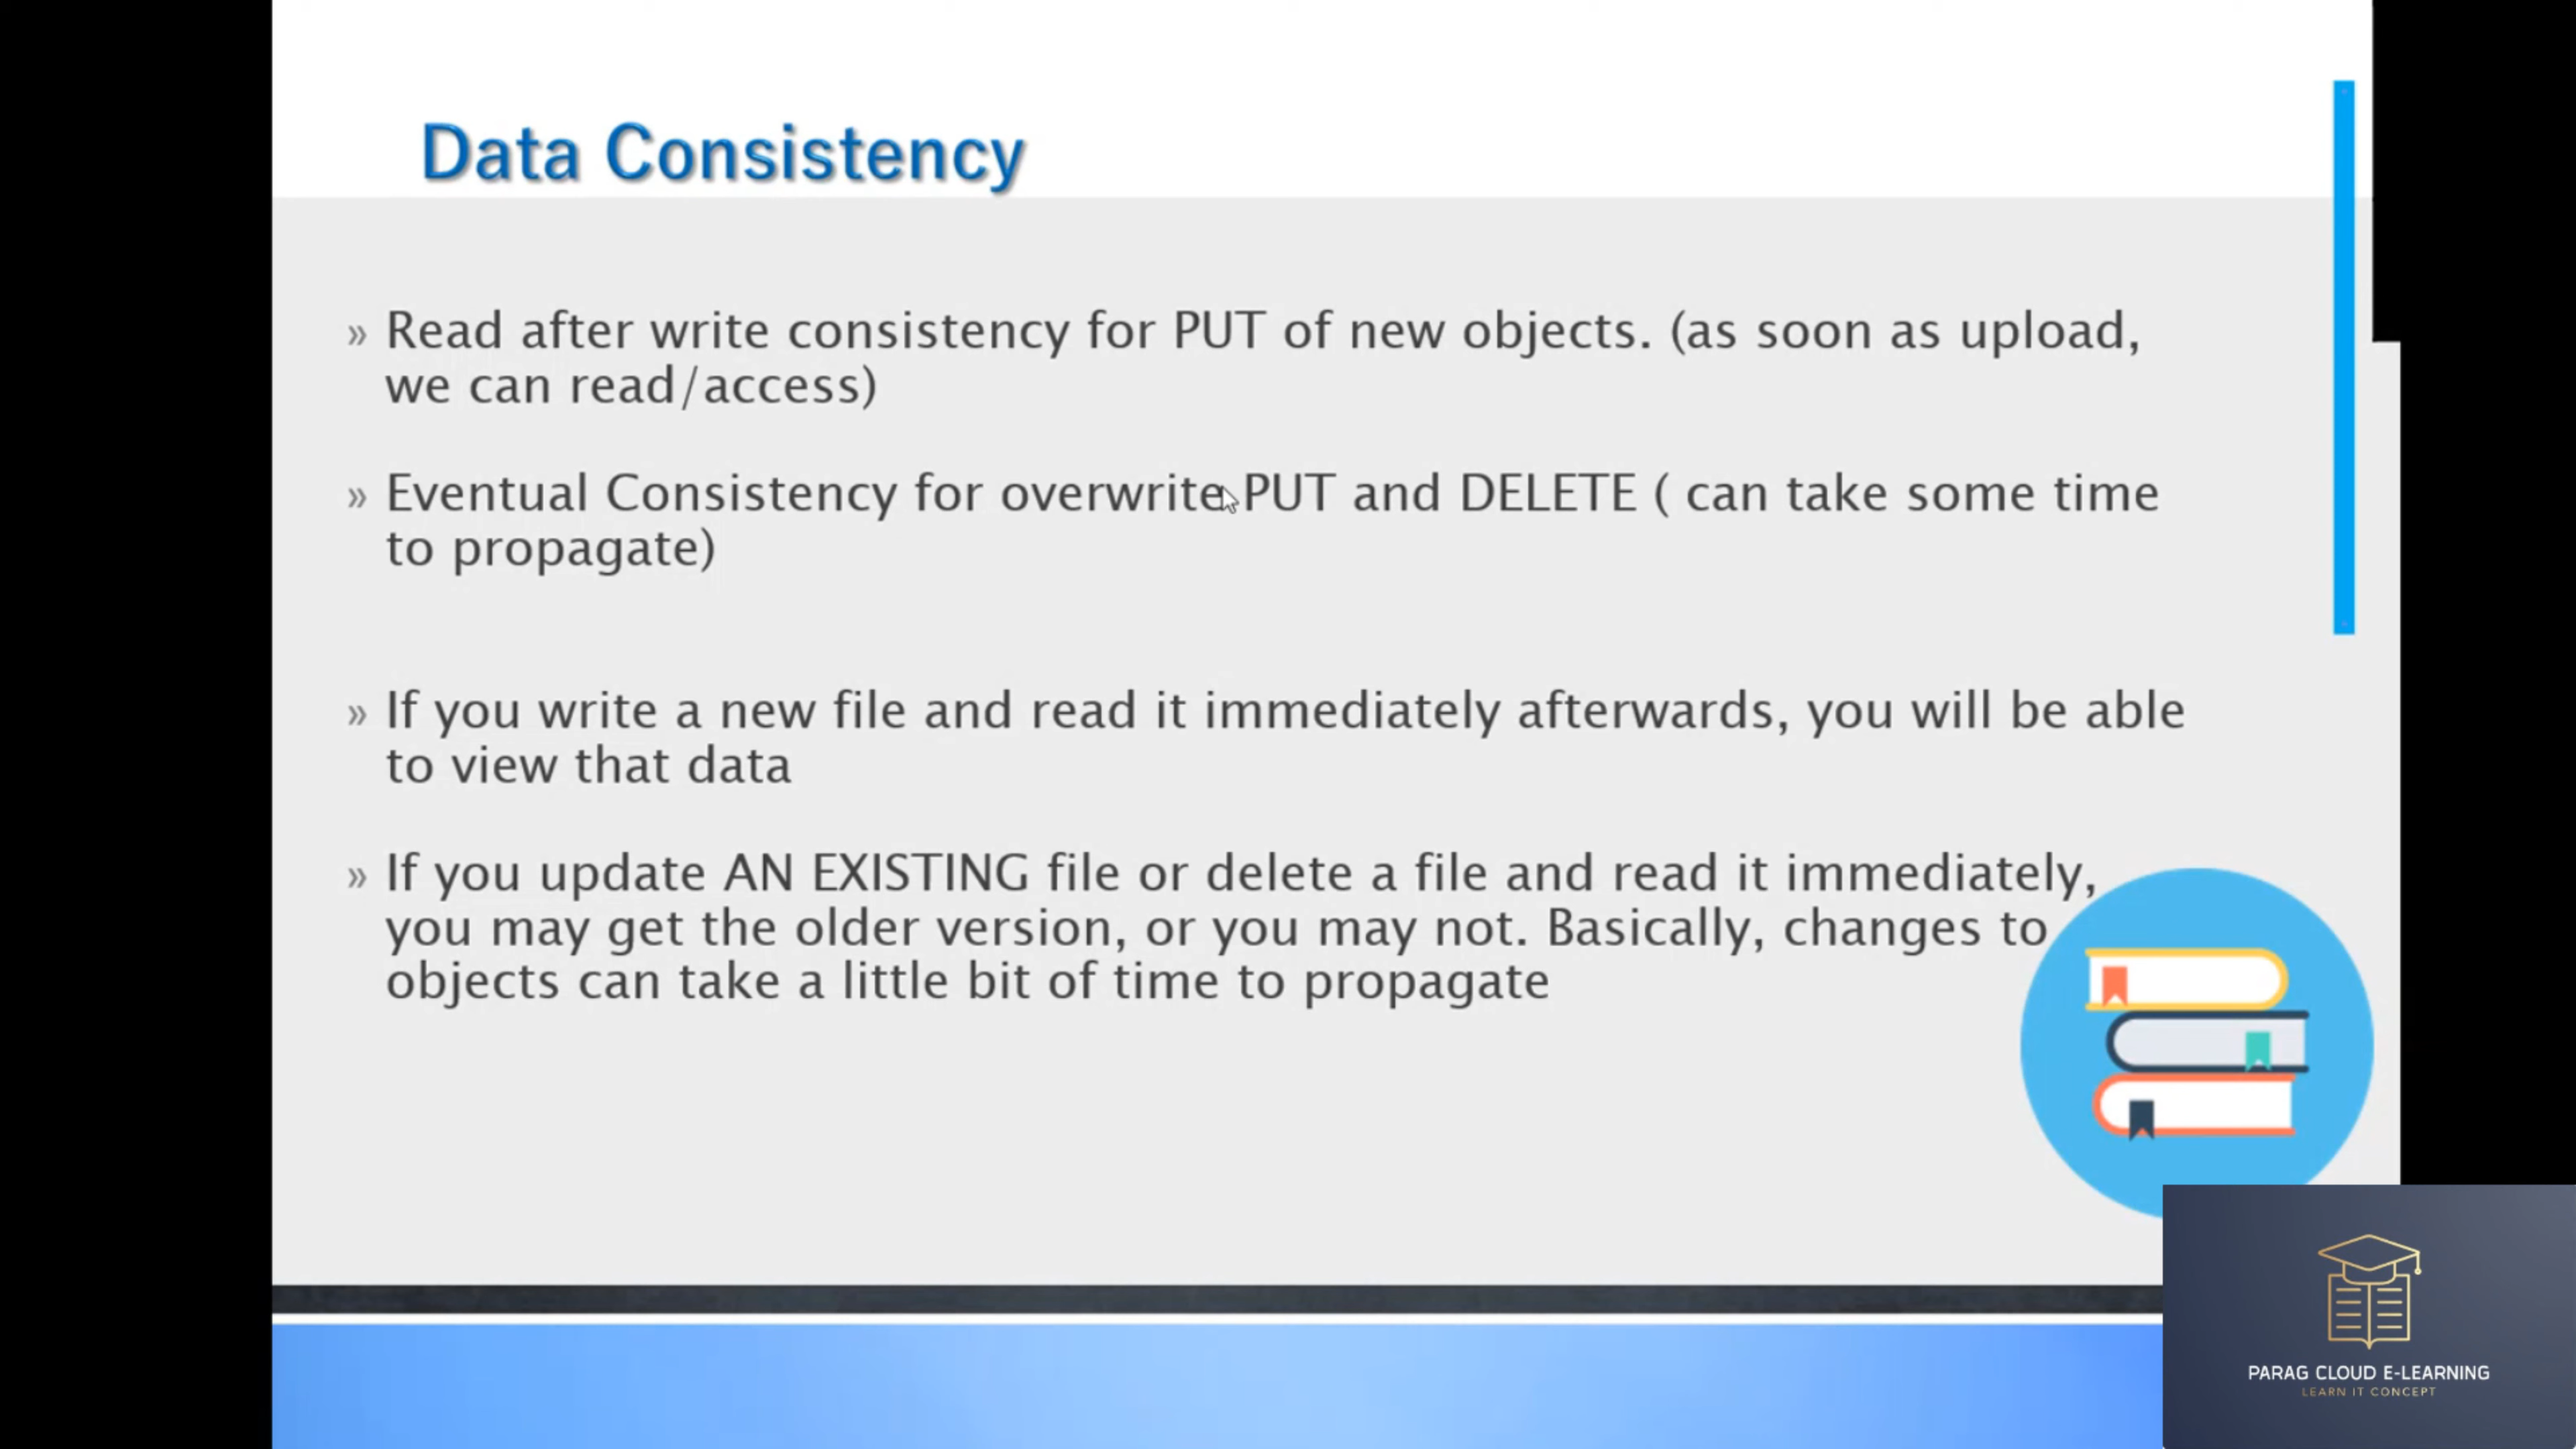 Data Consistency
» Read after write consistency for PUT of new objects. (as soon as upload,
we can read/access)
» Eventual Consistency for overwrite PUT and DELETE ( can take some time
to propagate)
» If you write a new file and read it immediately afterwards, you will be able
to view that data
» If you update AN EXISTING file or delete a file and read it immediately,
you may get the older version, or you may not. Basically, changes to
objects can take a little bit of time to propagate
PARAG CLOUD E-LEARNING
LEARN IT CONCEPT